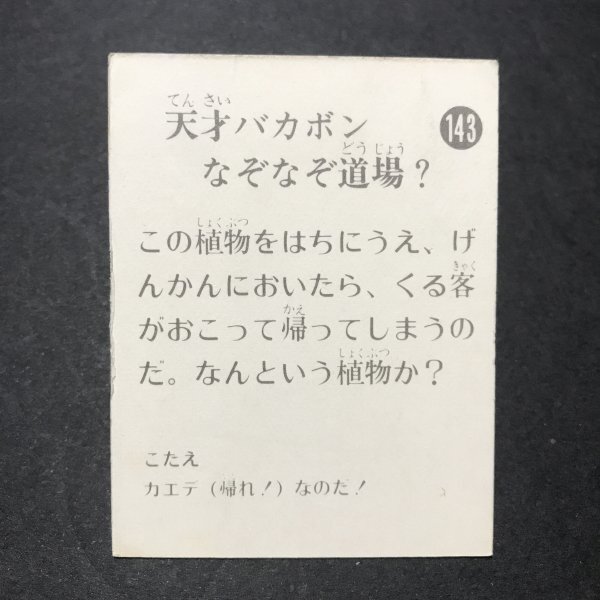 天才バカボン
143
なぞなぞ道場？
この植物をはちにうえ、げ
んかんにおいたら、くる客
がおこって帰ってしまうの
だ。なんという植物か？
こたえ
カエデ（帰れ！）なのだ！